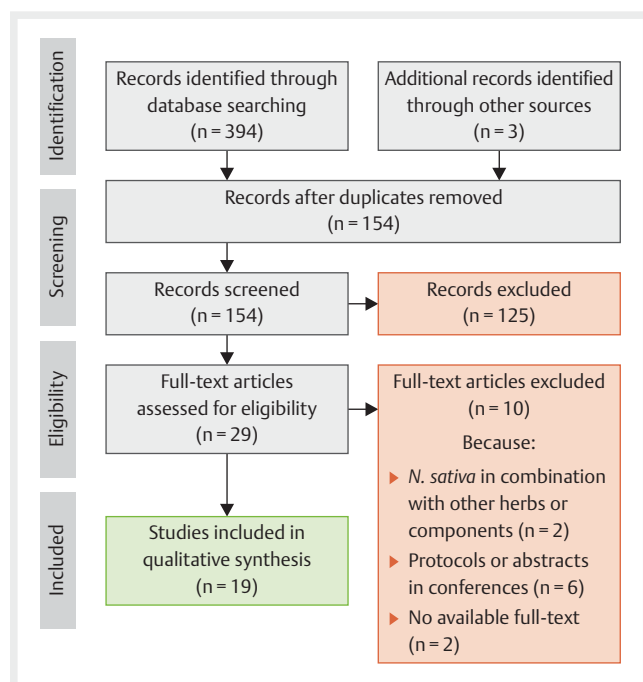 Identification
Records identified through
database searching
(n = 394)
Additional records identified
through other sources
(n = 3)
Screening
Records after duplicates removed
(n = 154)
Records screened
(n = 154)
Records excluded
(n = 125)
Eligibility
Full-text articles
assessed for eligibility
(n = 29)
Full-text articles excluded
(n = 10)
Because:
N. sativa in combination
with other herbs or
components (n = 2)
Protocols or abstracts
in conferences (n = 6)
No available full-text
(n = 2)
Included
Studies included in
qualitative synthesis
(n = 19)